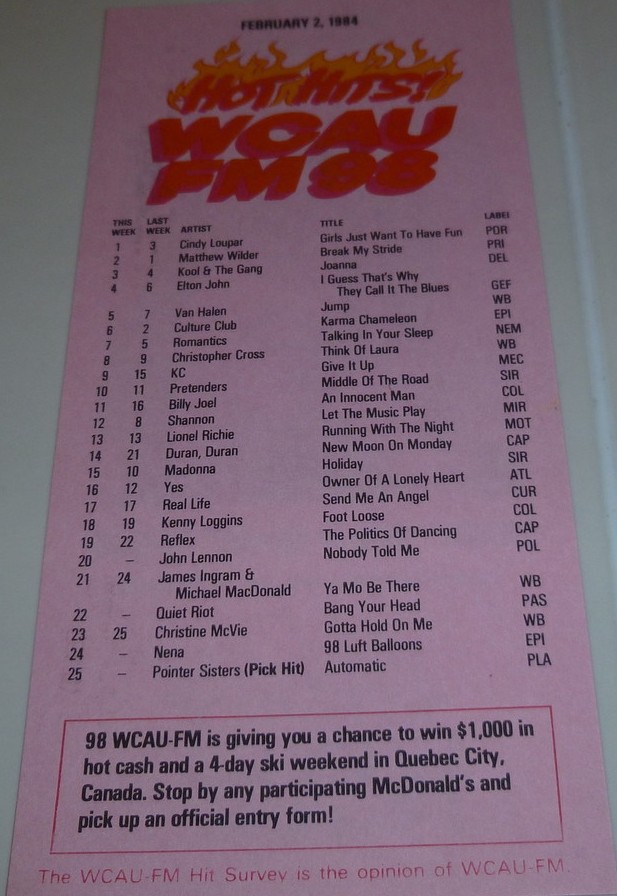 FEBRUARY 2, 1984
HOT HITS!
WCAU
FM 98
THIS WEEK LAST WEEK ARTIST TITLE LABEL
1 3 Cindy Loupar Girls Just Want To Have Fun POR
2 1 Matthew Wilder Break My Stride PRI
3 4 Kool & The Gang Joanna DEL
4 6 Elton John I Guess That's Why
They Call It The Blues GEF
5 7 Van Halen Jump WB
6 2 Culture Club Karma Chameleon EPI
7 5 Romantics Talking In Your Sleep NEM
8 9 Christopher Cross Think Of Laura WB
9 15 KC Give It Up MEC
10 11 Pretenders Middle Of The Road SIR
11 16 Billy Joel An Innocent Man COL
12 8 Shannon Let The Music Play MIR
13 13 Lionel Richie Running With The Night MOT
14 21 Duran, Duran New Moon On Monday CAP
15 10 Madonna Holiday SIR
16 12 Yes Owner Of A Lonely Heart ATL
17 17 Real Life Send Me An Angel CUR
18 19 Kenny Loggins Foot Loose COL
19 22 Reflex The Politics Of Dancing CAP
20 – John Lennon Nobody Told Me POL
21 24 James Ingram &
Michael MacDonald Ya Mo Be There WB
22 – Quiet Riot Bang Your Head PAS
23 25 Christine McVie Gotta Hold On Me WB
24 – Nena 98 Luft Balloons EPI
25 – Pointer Sisters (Pick Hit) Automatic PLA
98 WCAU-FM is giving you a chance to win $1,000 in
hot cash and a 4-day ski weekend in Quebec City,
Canada. Stop by any participating McDonald's and
pick up an official entry form!
The WCAU-FM Hit Survey is the opinion of WCAU-FM.